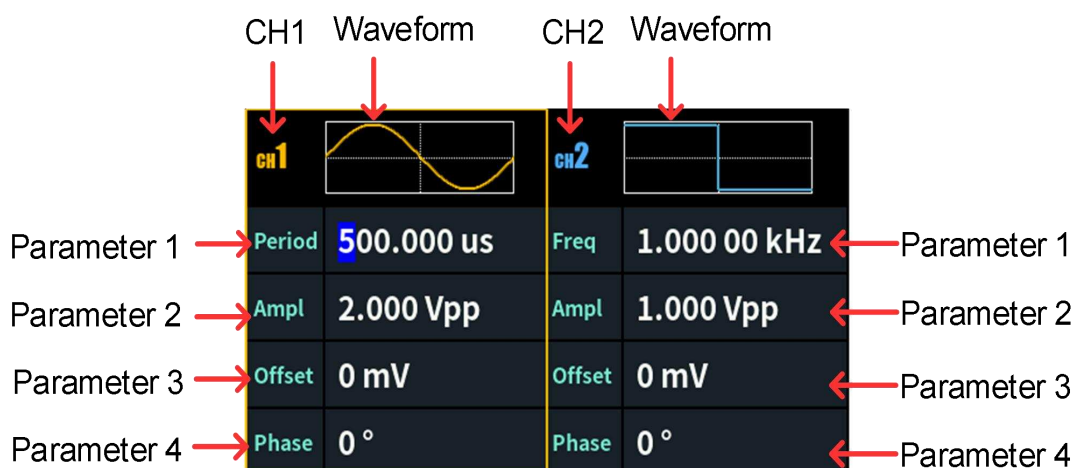 CH1 Waveform CH2 Waveform
CH1 CH2
Parameter 1 Period 500.000 us Freq 1.000 00 kHz Parameter 1
Parameter 2 Ampl 2.000 Vpp Ampl 1.000 Vpp Parameter 2
Parameter 3 Offset 0 mV Offset 0 mV Parameter 3
Parameter 4 Phase 0 ° Phase 0 ° Parameter 4